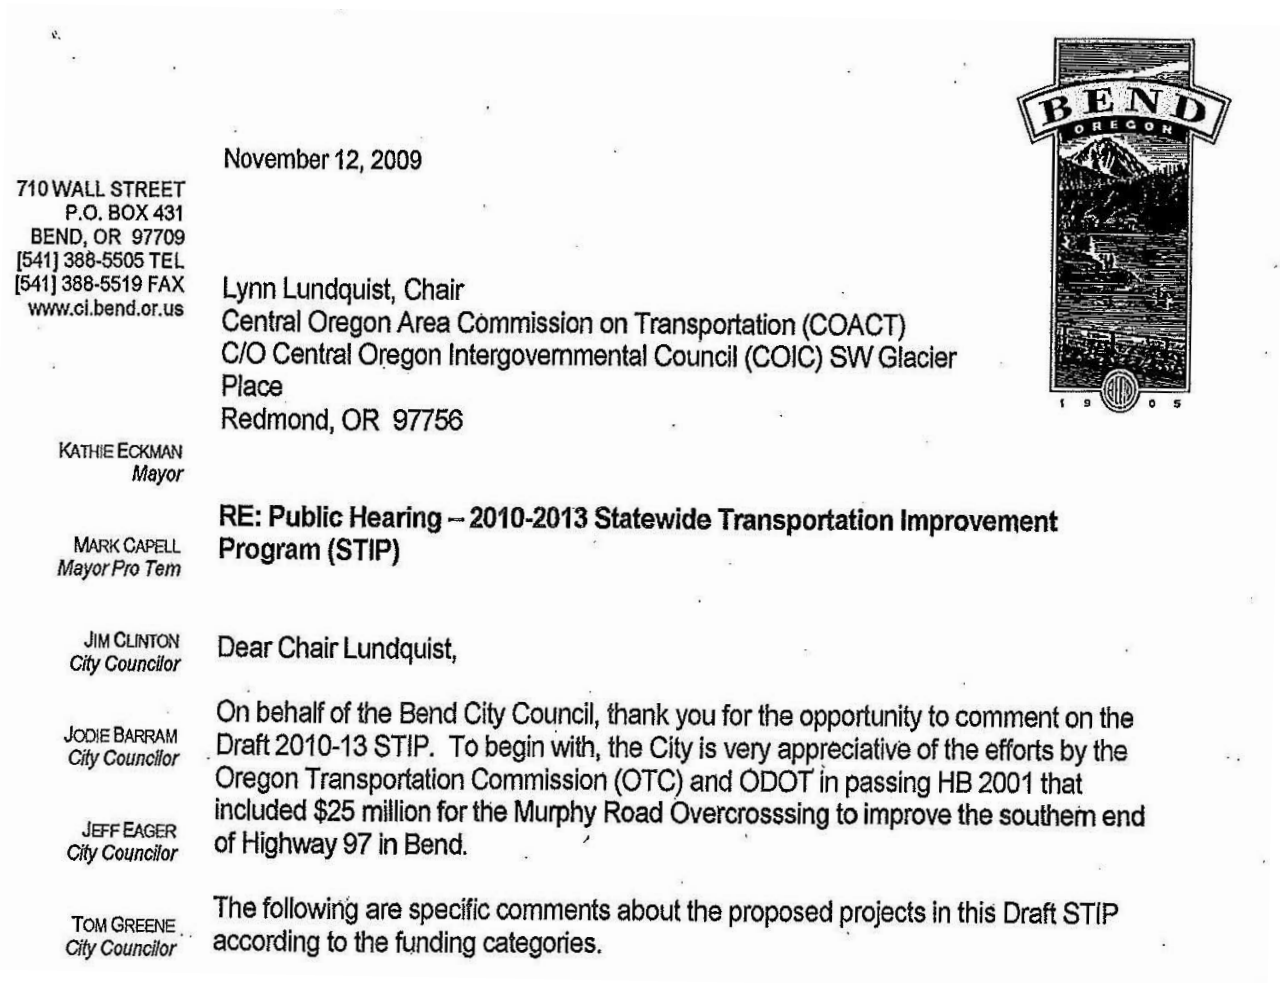 November 12, 2009
BEND
OREGON
1905
710 WALL STREET
P.O. BOX 431
BEND, OR 97709
[541] 388-5505 TEL
[541] 388-5519 FAX
www.ci.bend.or.us
Lynn Lundquist, Chair
Central Oregon Area Commission on Transportation (COACT)
C/O Central Oregon Intergovernmental Council (COIC) SW Glacier
Place
Redmond, OR 97756
KATHIE ECKMAN
Mayor
MARK CAPELL
Mayor Pro Tem
JIM CLINTON
City Councilor
JODIE BARRAM
City Councilor
JEFF EAGER
City Councilor
TOM GREENE
City Councilor
RE: Public Hearing – 2010-2013 Statewide Transportation Improvement
Program (STIP)
Dear Chair Lundquist,
On behalf of the Bend City Council, thank you for the opportunity to comment on the
Draft 2010-13 STIP. To begin with, the City is very appreciative of the efforts by the
Oregon Transportation Commission (OTC) and ODOT in passing HB 2001 that
included $25 million for the Murphy Road Overcrosssing to improve the southern end
of Highway 97 in Bend.
The following are specific comments about the proposed projects in this Draft STIP
according to the funding categories.